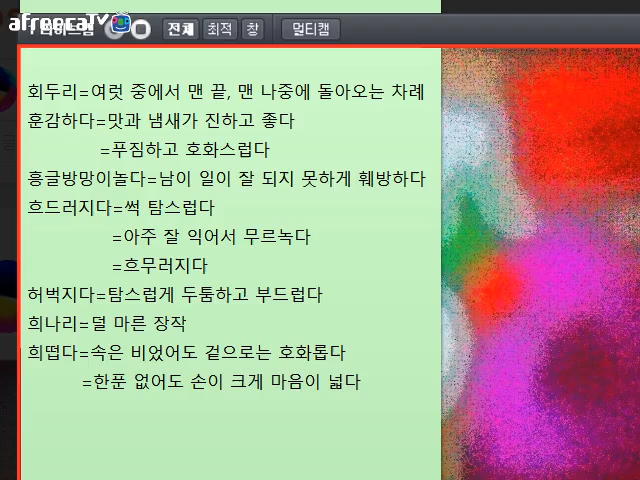 afreecaTV
전체 최적 창 멀티캠
회두리=여럿 중에서 맨 끝, 맨 나중에 돌아오는 차례
훈감하다=맛과 냄새가 진하고 좋다
=푸짐하고 호화스럽다
흥글방망이놀다=남이 일이 잘 되지 못하게 훼방하다
흐드러지다=썩 탐스럽다
=아주 잘 익어서 무르녹다
=흐무러지다
허벅지다=탐스럽게 두툼하고 부드럽다
희나리=덜 마른 장작
희떱다=속은 비었어도 겉으로는 호화롭다
=한푼 없어도 손이 크게 마음이 넓다